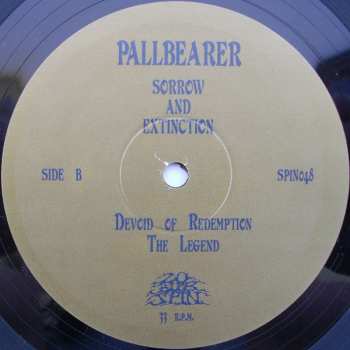 PALLBEARER
SORROW
AND
EXTINCTION
SIDE B
SPIN048
DEVOID OF REDEMPTION
THE LEGEND
20 BUCK SPIN
33 R.P.M.